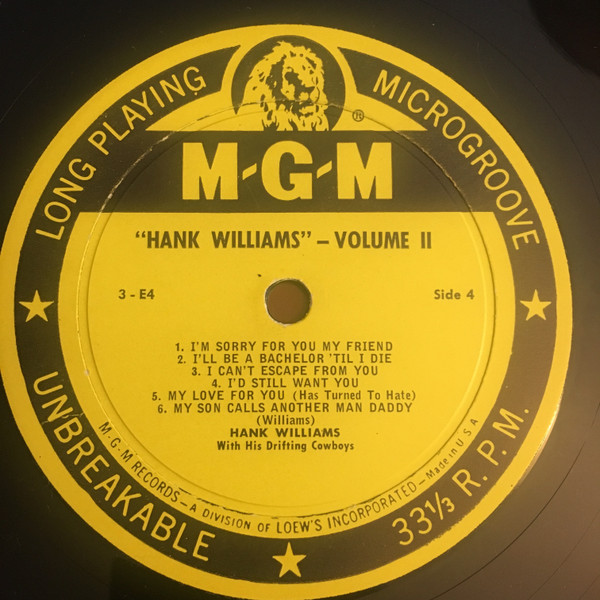 LONG PLAYING
MICROGROOVE
®
M-G-M
"HANK WILLIAMS" – VOLUME II
3 - E4
Side 4
1. I'M SORRY FOR YOU MY FRIEND
2. I'LL BE A BACHELOR 'TIL I DIE
3. I CAN'T ESCAPE FROM YOU
4. I'D STILL WANT YOU
5. MY LOVE FOR YOU (Has Turned To Hate)
6. MY SON CALLS ANOTHER MAN DADDY
(Williams)
HANK WILLIAMS
With His Drifting Cowboys
M-G-M RECORDS – A DIVISION OF LOEW'S INCORPORATED – Made in U S A
UNBREAKABLE
33⅓ R. P. M.